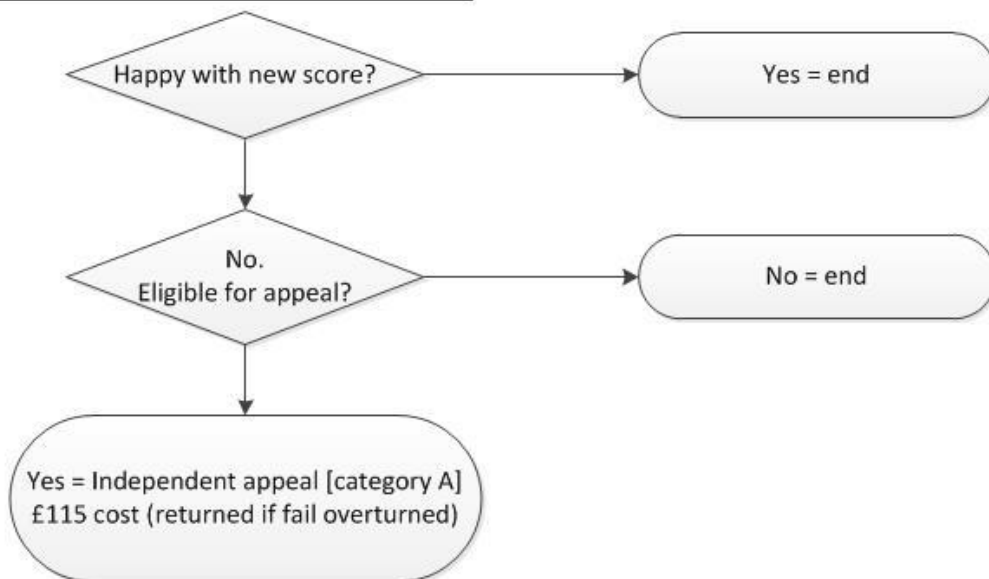 Happy with new score?
Yes = end
No.
Eligible for appeal?
No = end
Yes = Independent appeal [category A]
£115 cost (returned if fail overturned)